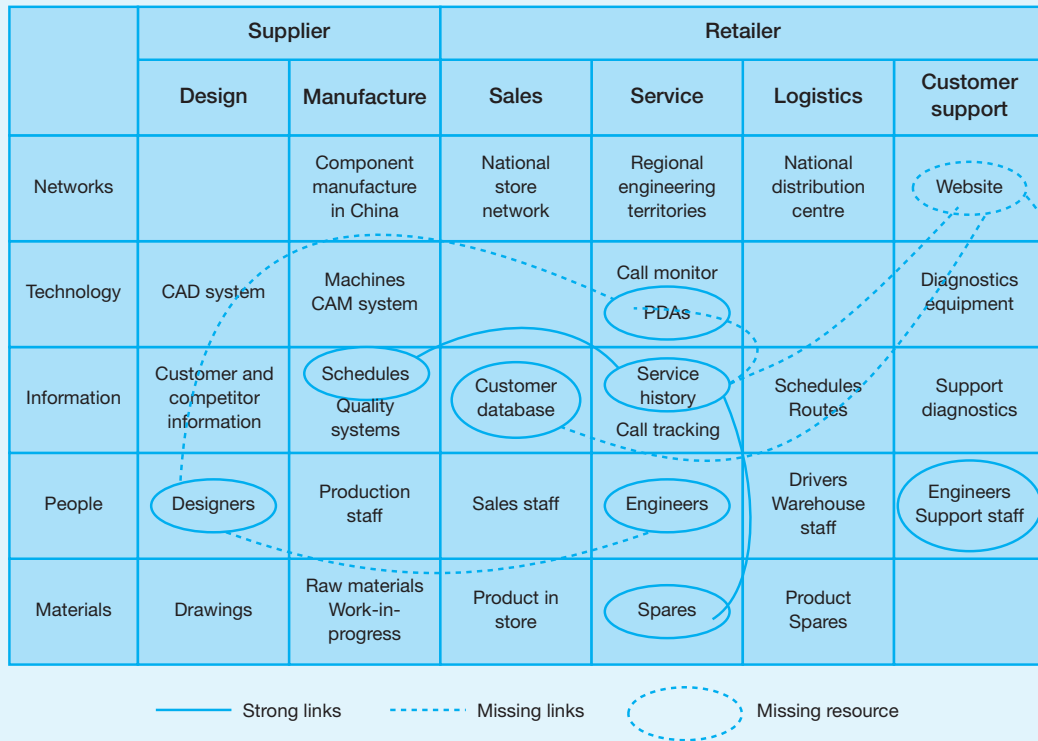 Supplier
Retailer
Design
Manufacture
Sales
Service
Logistics
Customer
support
Networks
Component
manufacture
in China
National
store
network
Regional
engineering
territories
National
distribution
centre
Website
Technology
CAD system
Machines
CAM system
Call monitor
PDAs
Diagnostics
equipment
Information
Customer and
competitor
information
Schedules
Quality
systems
Customer
database
Service
history
Call tracking
Schedules
Routes
Support
diagnostics
People
Designers
Production
staff
Sales staff
Engineers
Drivers
Warehouse
staff
Engineers
Support staff
Materials
Drawings
Raw materials
Work-in-
progress
Product in
store
Spares
Product
Spares
Strong links
Missing links
Missing resource